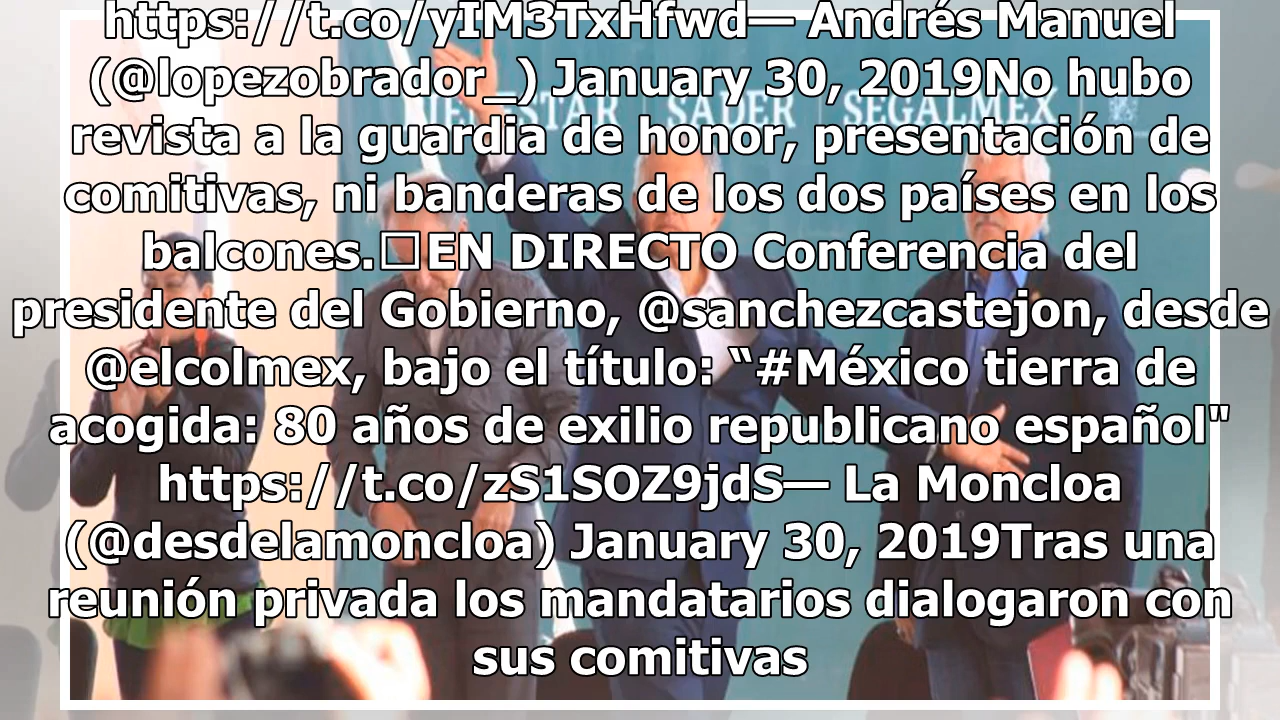 https://t.co/yIM3TxHfwd— Andrés Manuel
(@lopezobrador_) January 30, 2019No hubo
BIENESTAR | SADER | SEGALMEX
revista a la guardia de honor, presentación de
comitivas, ni banderas de los dos países en los
balcones.□EN DIRECTO Conferencia del
presidente del Gobierno, @sanchezcastejon, desde
@elcolmex, bajo el título: “#México tierra de
acogida: 80 años de exilio republicano español"
https://t.co/zS1SOZ9jdS— La Moncloa
(@desdelamoncloa) January 30, 2019Tras una
reunión privada los mandatarios dialogaron con
sus comitivas